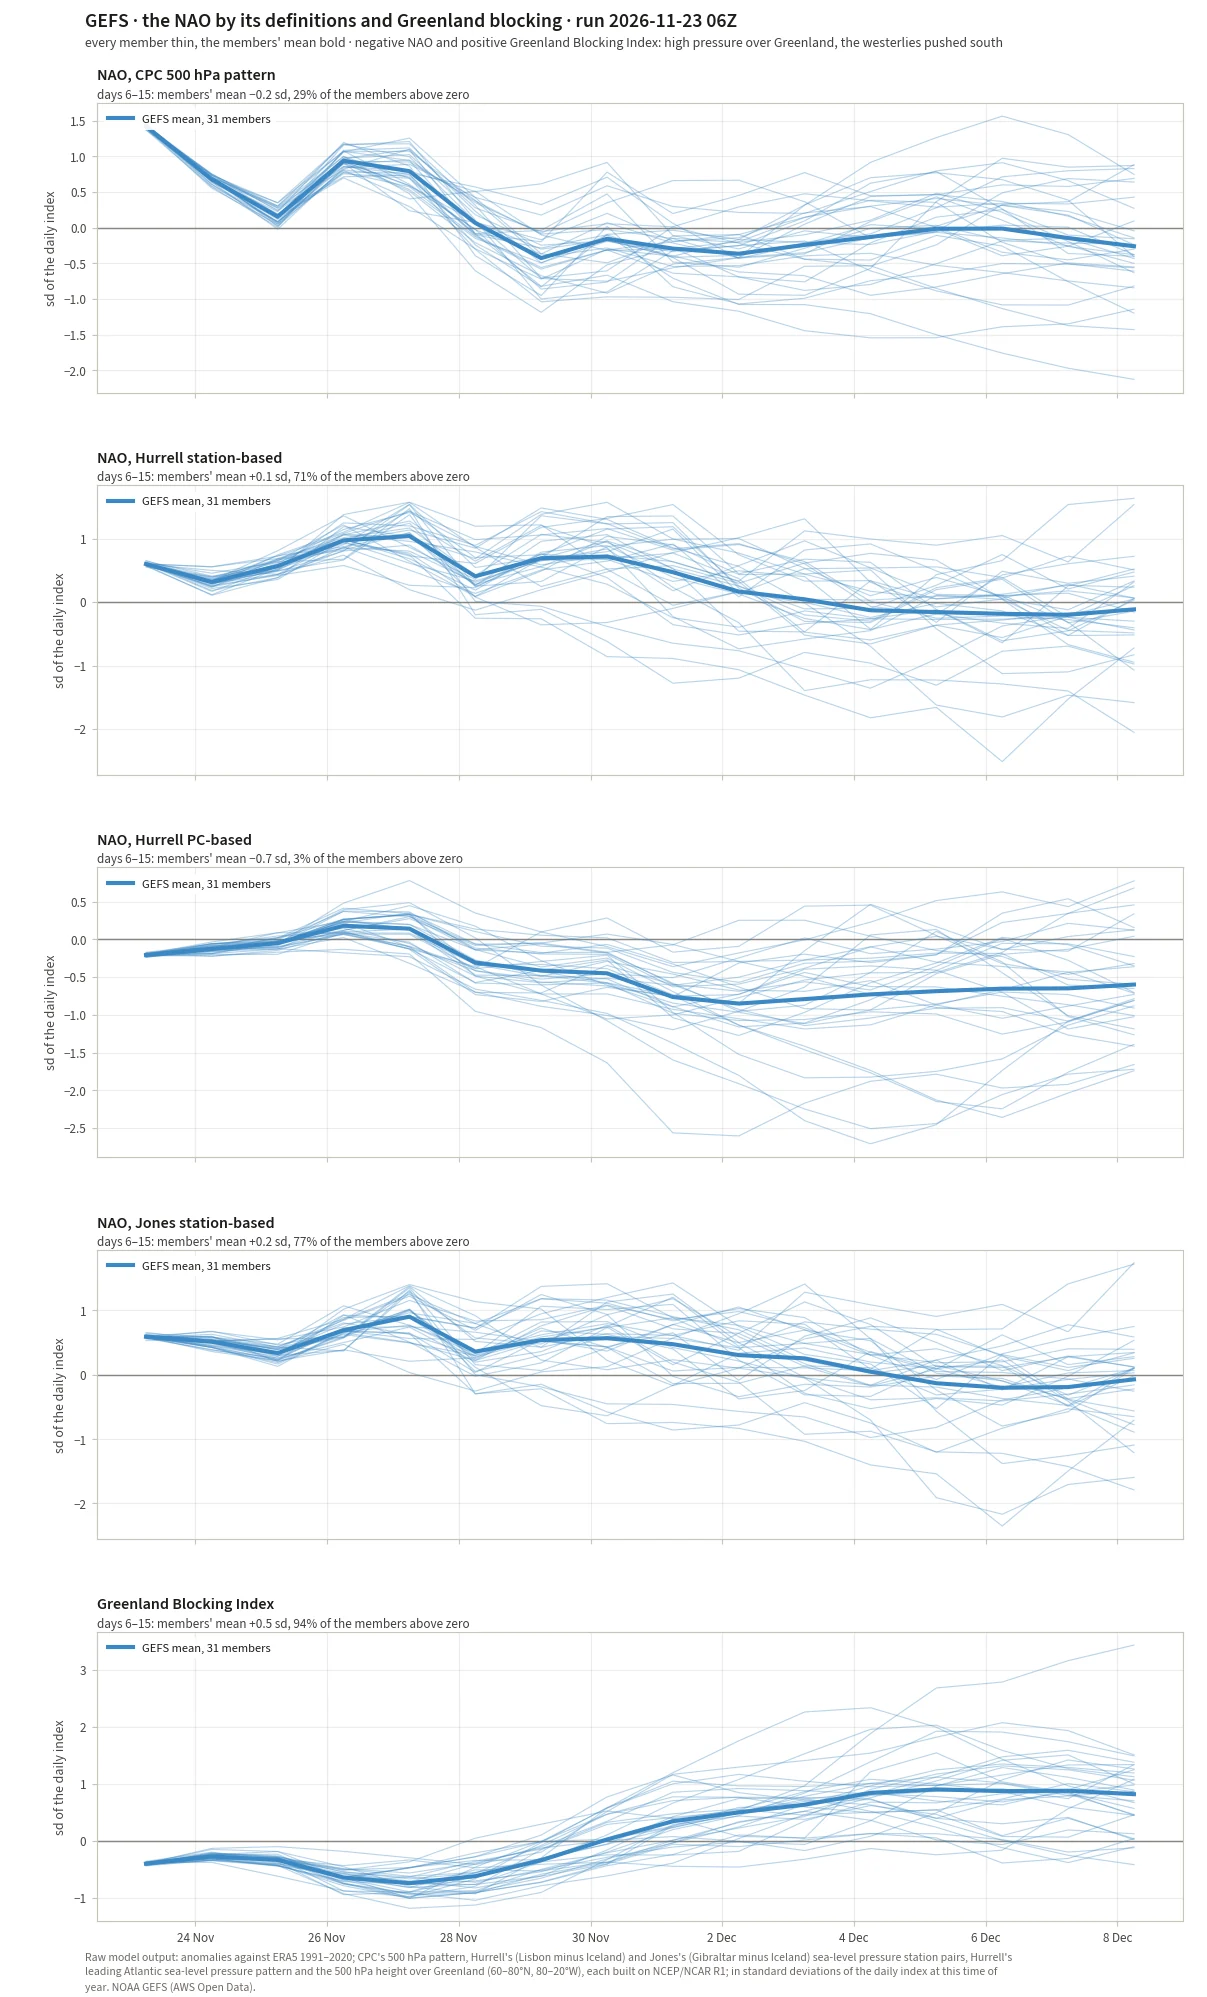 GEFS · the NAO by its definitions and Greenland blocking · run 2026-11-23 06Z
every member thin, the members' mean bold · negative NAO and positive Greenland Blocking Index: high pressure over Greenland, the westerlies pushed south
NAO, CPC 500 hPa pattern
days 6–15: members' mean −0.2 sd, 29% of the members above zero
GEFS mean, 31 members
1.5
1.0
0.5
0.0
−0.5
−1.0
−1.5
−2.0
sd of the daily index
NAO, Hurrell station-based
days 6–15: members' mean +0.1 sd, 71% of the members above zero
GEFS mean, 31 members
1
0
−1
−2
sd of the daily index
NAO, Hurrell PC-based
days 6–15: members' mean −0.7 sd, 3% of the members above zero
GEFS mean, 31 members
0.5
0.0
−0.5
−1.0
−1.5
−2.0
−2.5
sd of the daily index
NAO, Jones station-based
days 6–15: members' mean +0.2 sd, 77% of the members above zero
GEFS mean, 31 members
1
0
−1
−2
sd of the daily index
Greenland Blocking Index
days 6–15: members' mean +0.5 sd, 94% of the members above zero
GEFS mean, 31 members
3
2
1
0
−1
sd of the daily index
24 Nov 26 Nov 28 Nov 30 Nov 2 Dec 4 Dec 6 Dec 8 Dec
Raw model output: anomalies against ERA5 1991–2020; CPC's 500 hPa pattern, Hurrell's (Lisbon minus Iceland) and Jones's (Gibraltar minus Iceland) sea-level pressure station pairs, Hurrell's
leading Atlantic sea-level pressure pattern and the 500 hPa height over Greenland (60–80°N, 80–20°W), each built on NCEP/NCAR R1; in standard deviations of the daily index at this time of
year. NOAA GEFS (AWS Open Data).